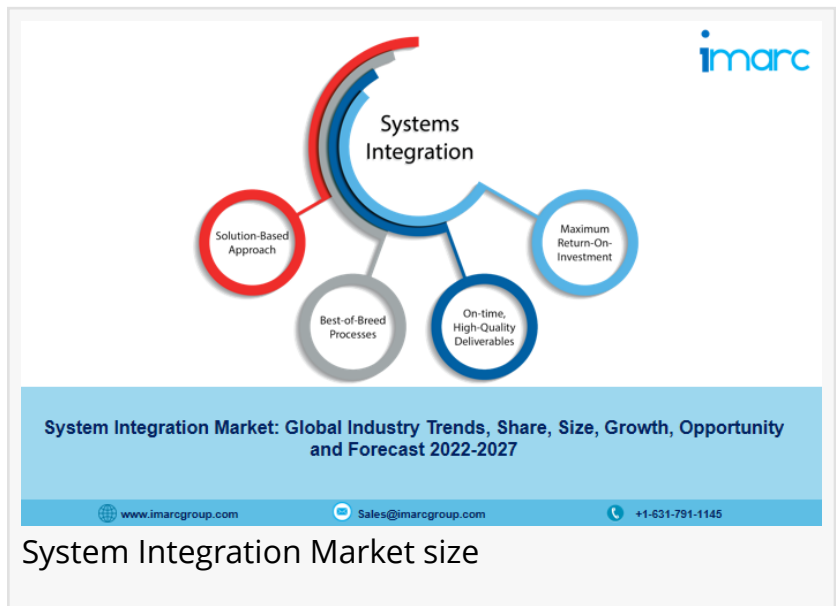 imarc
Systems
Integration
Solution-Based
Approach
Maximum
Return-On-
Investment
Best-of-Breed
Processes
On-time,
High-Quality
Deliverables
System Integration Market: Global Industry Trends, Share, Size, Growth, Opportunity
and Forecast 2022-2027
www.imarcgroup.com
Sales@imarcgroup.com
+1-631-791-1145
System Integration Market size